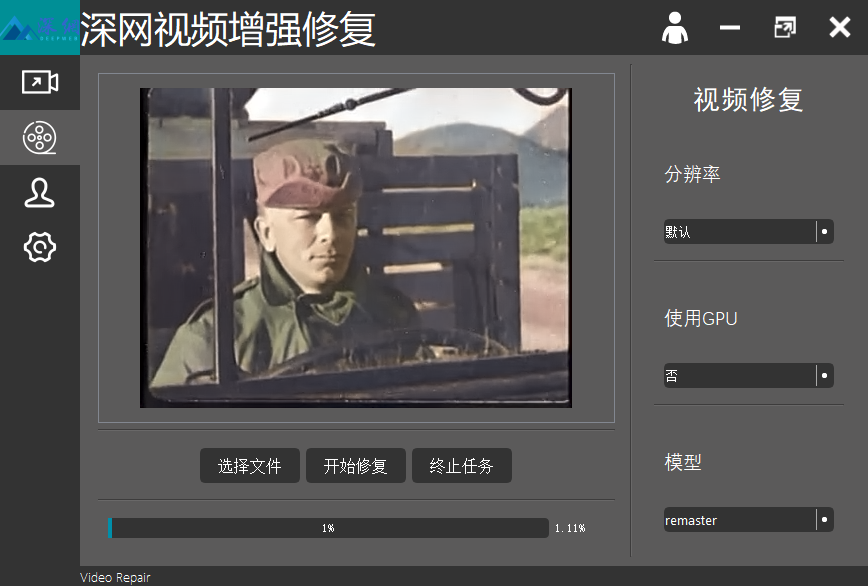 深网视频增强修复
视频修复
分辨率
默认
使用GPU
否
模型
remaster
选择文件
开始修复
终止任务
1%
1.11%
Video Repair